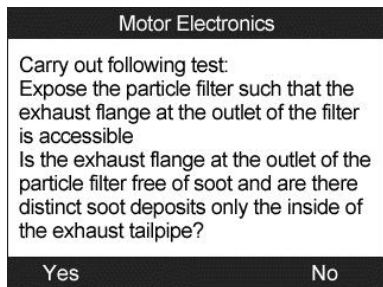 Motor Electronics
Carry out following test:
Expose the particle filter such that the
exhaust flange at the outlet of the filter
is accessible
Is the exhaust flange at the outlet of the
particle filter free of soot and are there
distinct soot deposits only the inside of
the exhaust tailpipe?
Yes No